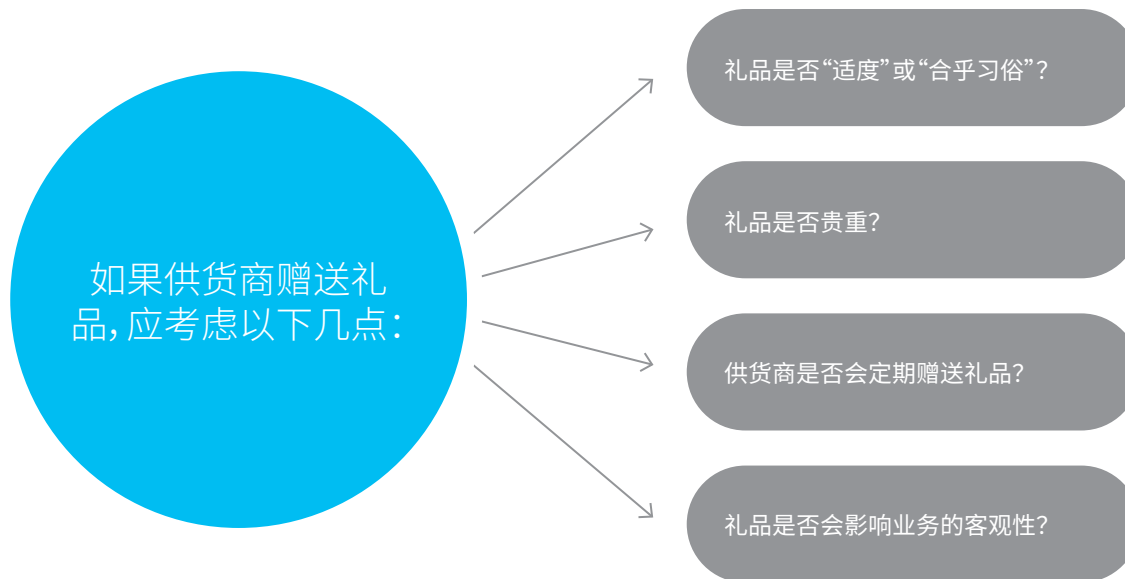 如果供货商赠送礼
品，应考虑以下几点：
礼品是否“适度”或“合乎习俗”？
礼品是否贵重？
供货商是否会定期赠送礼品？
礼品是否会影响业务的客观性？